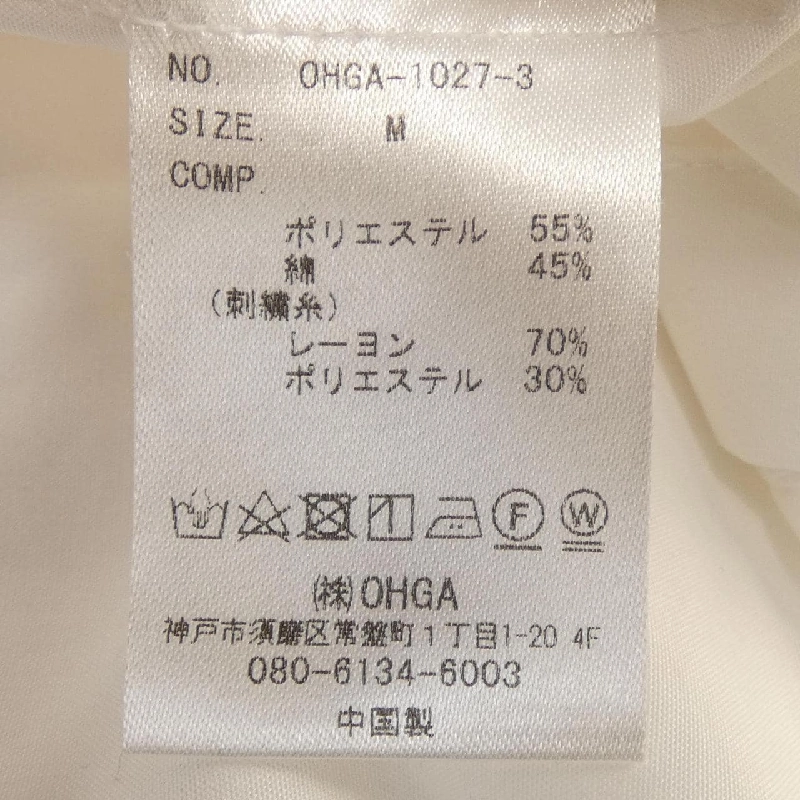 NO. OHGA-1027-3
SIZE. M
COMP.
ポリエステル 55%
綿 45%
(刺繍糸)
レーヨン 70%
ポリエステル 30%
F W
㈱OHGA
神戸市須磨区常盤町1丁目1-20 4F
080-6134-6003
中国製